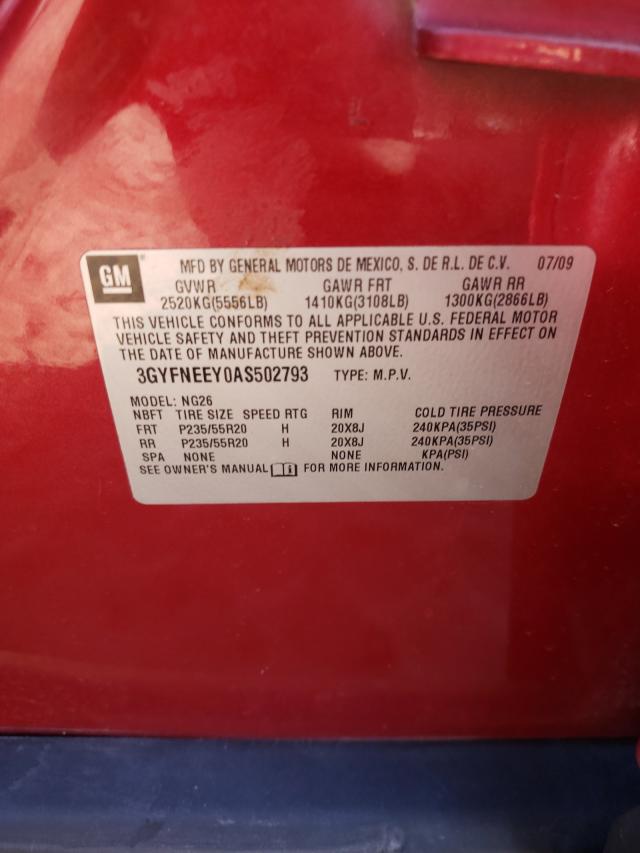 GM MFD BY GENERAL MOTORS DE MEXICO, S. DE R.L. DE C.V. 07/09
GVWR GAWR FRT GAWR RR
2520KG(5556LB) 1410KG(3108LB) 1300KG(2866LB)
THIS VEHICLE CONFORMS TO ALL APPLICABLE U.S. FEDERAL MOTOR
VEHICLE SAFETY AND THEFT PREVENTION STANDARDS IN EFFECT ON
THE DATE OF MANUFACTURE SHOWN ABOVE.
3GYFNEEY0AS502793 TYPE: M.P.V.
MODEL: NG26
NBFT TIRE SIZE SPEED RTG RIM COLD TIRE PRESSURE
FRT P235/55R20 H 20X8J 240KPA(35PSI)
RR P235/55R20 H 20X8J 240KPA(35PSI)
SPA NONE NONE KPA(PSI)
SEE OWNER'S MANUAL FOR MORE INFORMATION.